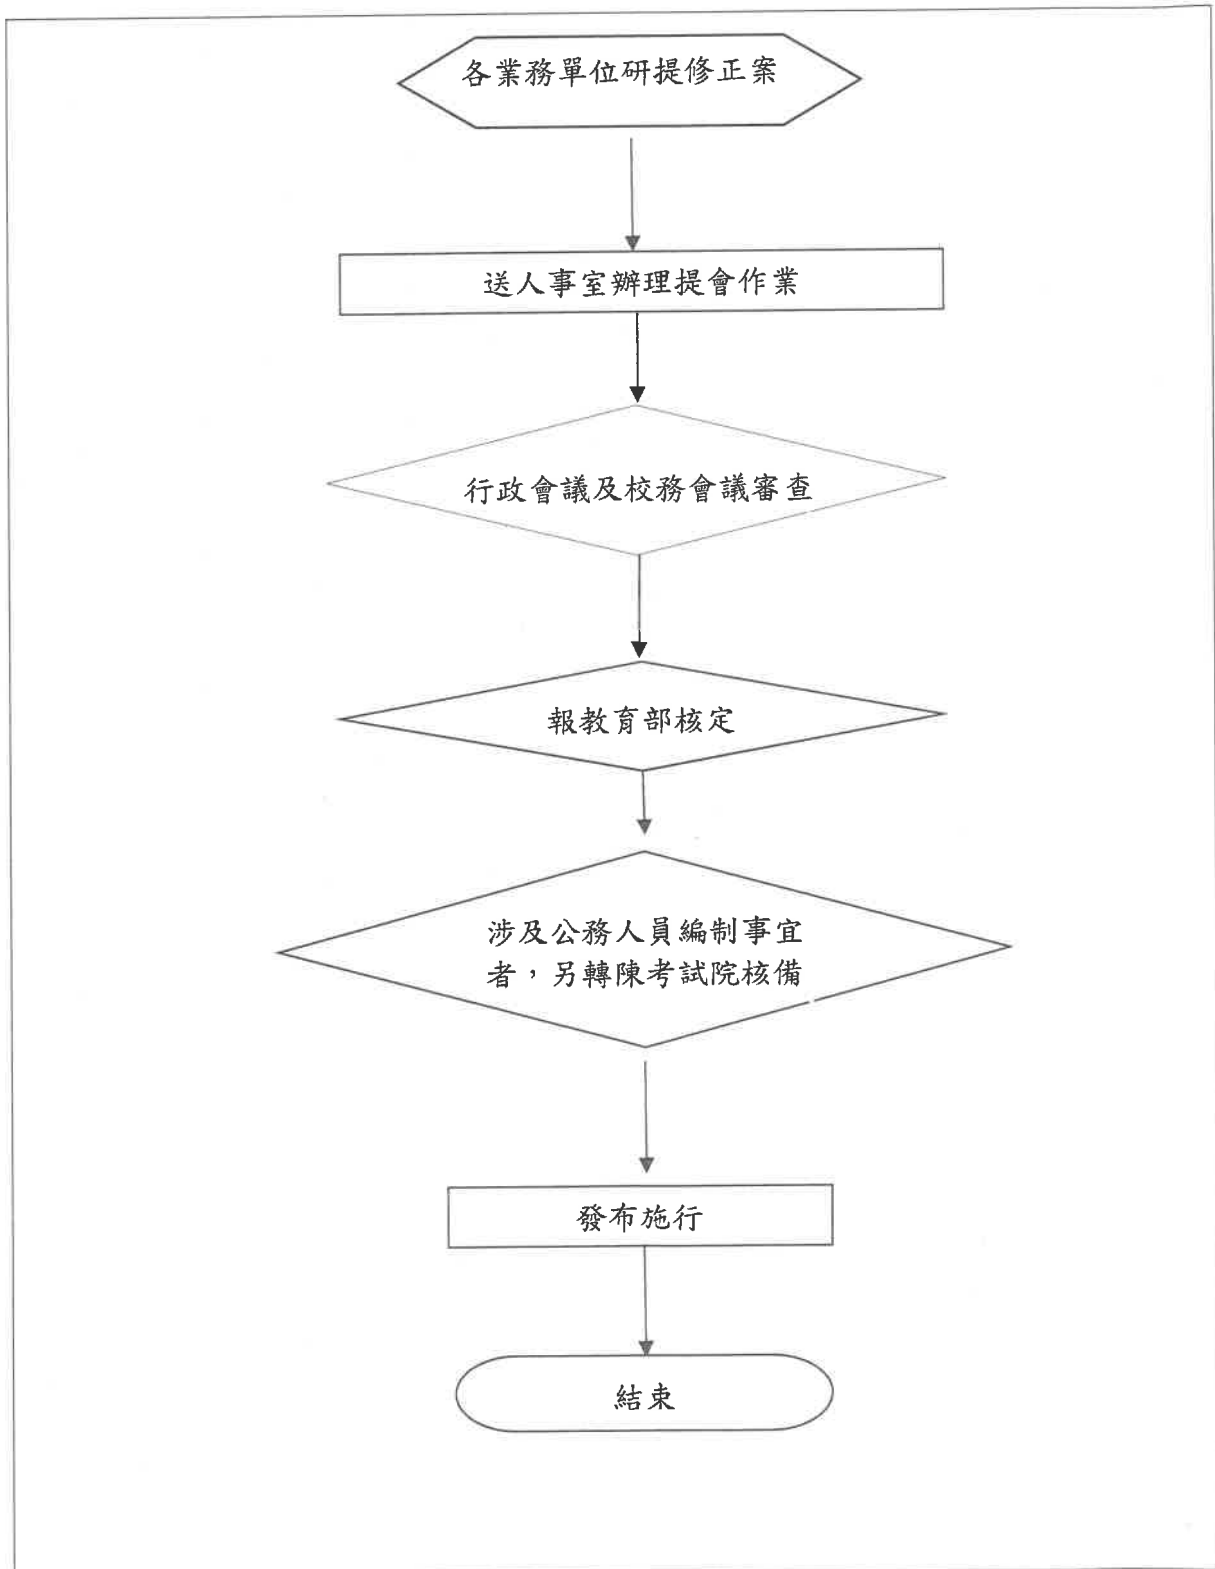 各業務單位研提修正案
送人事室辦理提會作業
行政會議及校務會議審查
報教育部核定
涉及公務人員編制事宜
者，另轉陳考試院核備
發布施行
結束